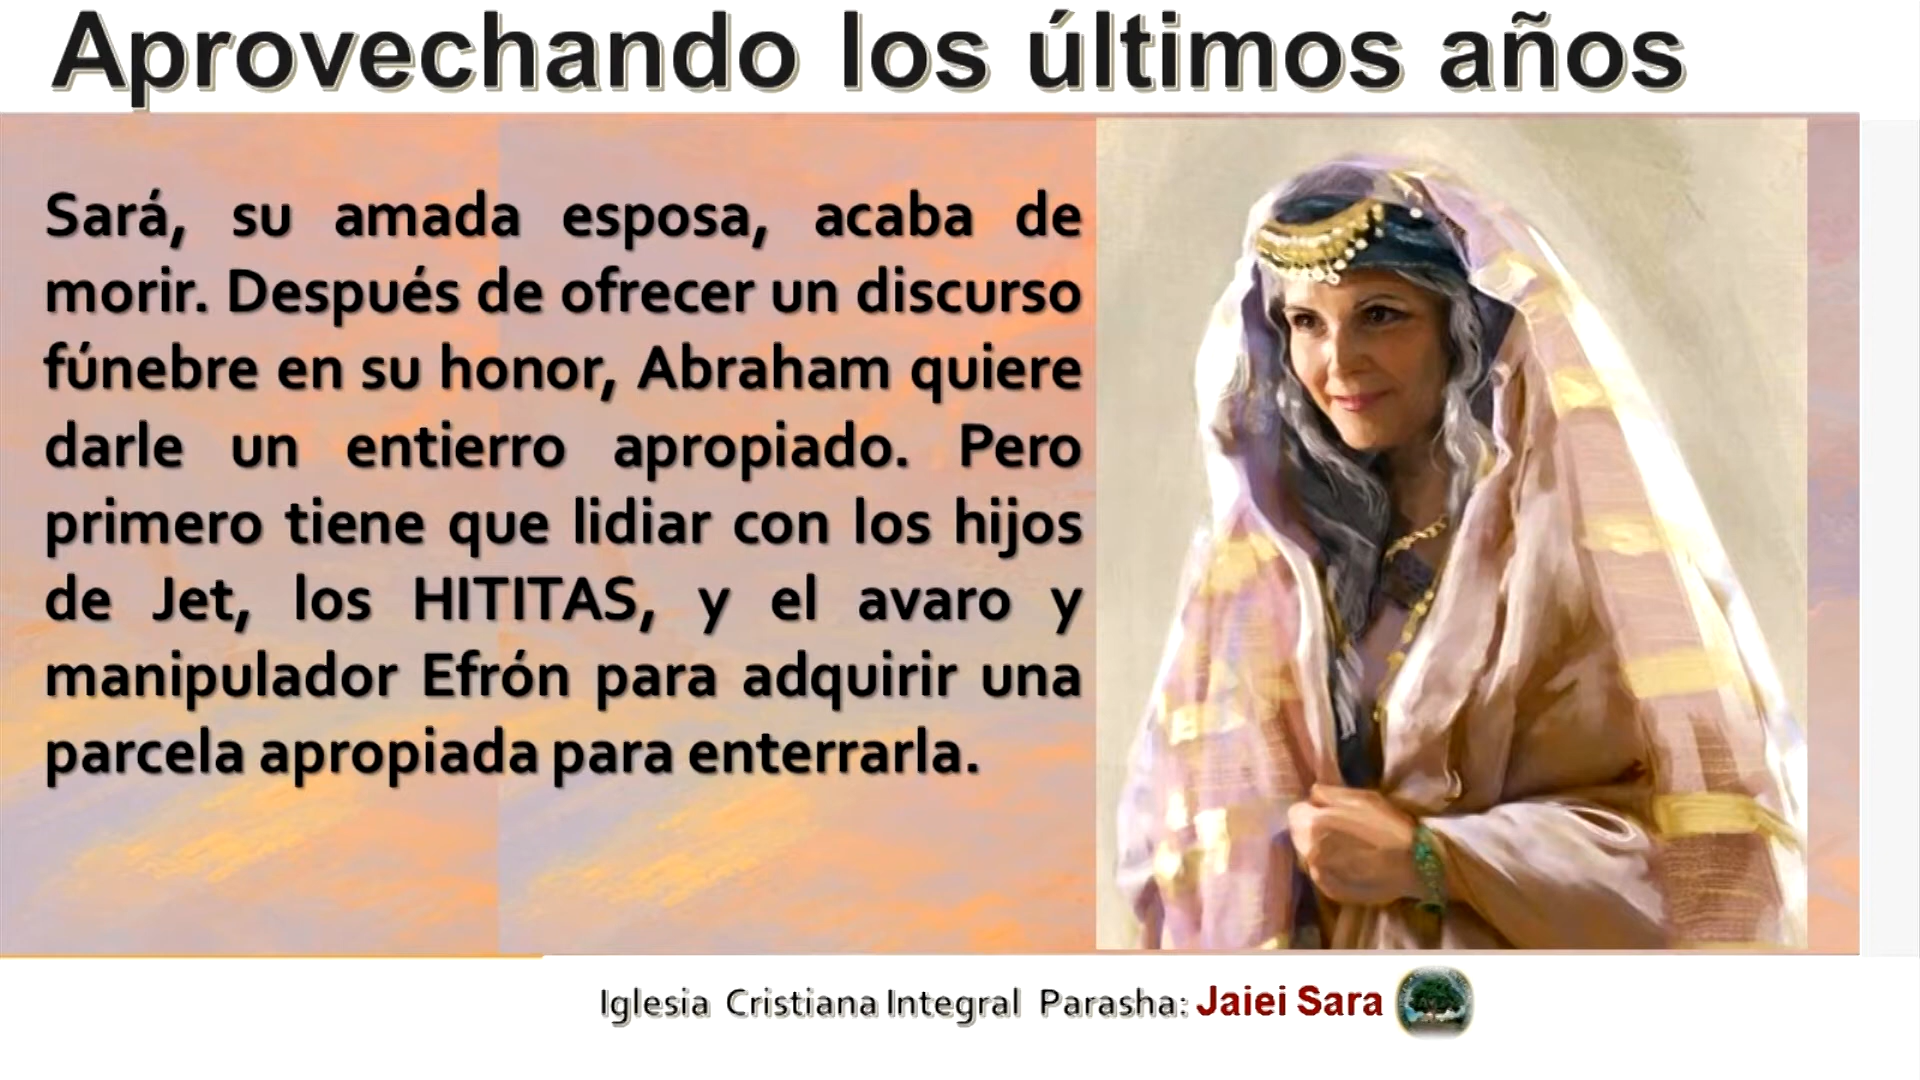 Aprovechando los últimos años
Sará, su amada esposa, acaba de
morir. Después de ofrecer un discurso
fúnebre en su honor, Abraham quiere
darle un entierro apropiado. Pero
primero tiene que lidiar con los hijos
de Jet, los HITITAS, y el avaro y
manipulador Efrón para adquirir una
parcela apropiada para enterrarla.
Iglesia Cristiana Integral Parasha: Jaiei Sara